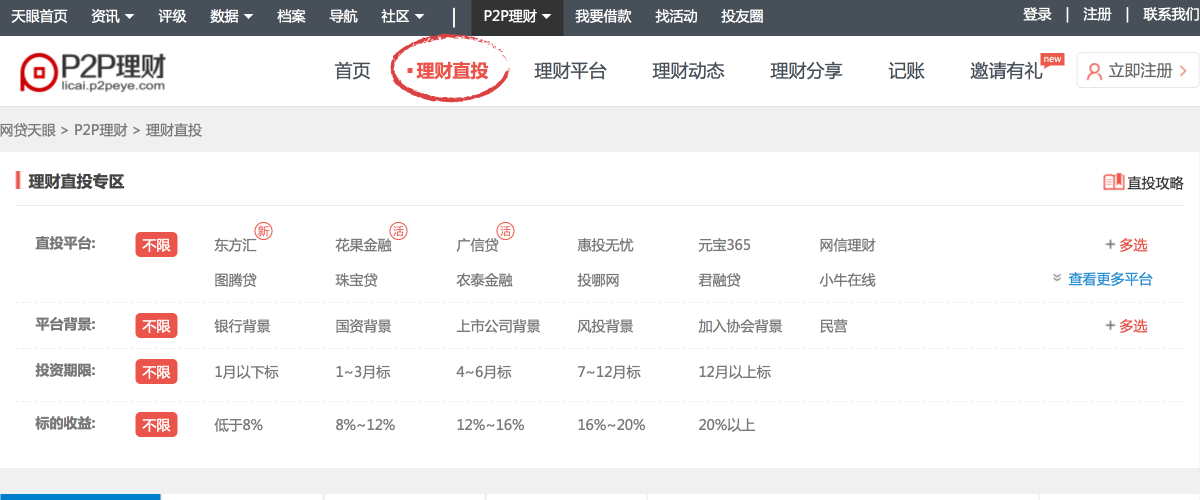 天眼首页 资讯 评级 数据 档案 导航 社区 P2P理财 我要借款 找活动 投友圈 登录 注册 联系我们
P2P理财
licai.p2peye.com
首页 理财直投 理财平台 理财动态 理财分享 记账 邀请有礼 new 立即注册
网贷天眼 > P2P理财 > 理财直投
理财直投专区 直投攻略
直投平台: 不限 东方汇 新 花果金融 活 广信贷 活 惠投无忧 元宝365 网信理财 + 多选
图腾贷 珠宝贷 农泰金融 投哪网 君融贷 小牛在线 查看更多平台
平台背景: 不限 银行背景 国资背景 上市公司背景 风投背景 加入协会背景 民营 + 多选
投资期限: 不限 1月以下标 1~3月标 4~6月标 7~12月标 12月以上标
标的收益: 不限 低于8% 8%~12% 12%~16% 16%~20% 20%以上